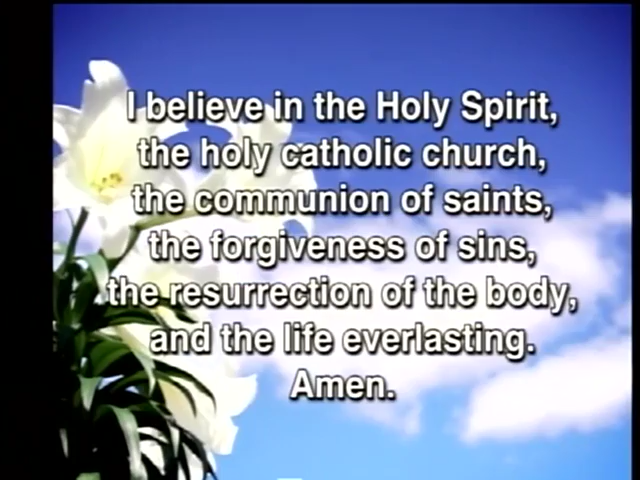 I believe in the Holy Spirit,
the holy catholic church,
the communion of saints,
the forgiveness of sins,
the resurrection of the body,
and the life everlasting.
Amen.